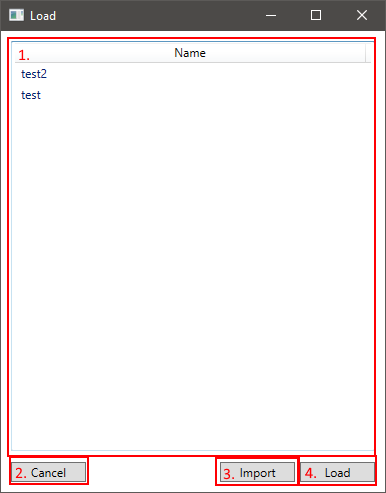 Load
1.
Name
test2
test
2. Cancel
3. Import
4. Load